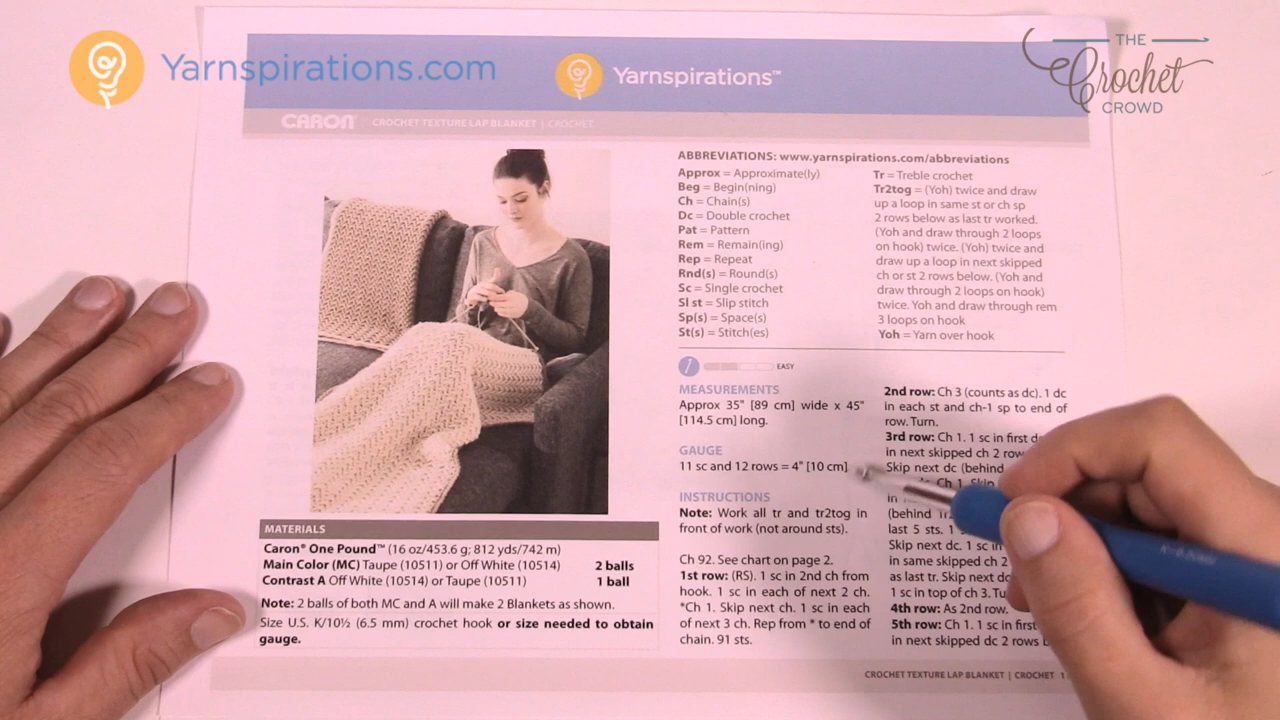 Yarnspirations.com
THE
Crochet
CROWD
Yarnspirations™
CARON® CROCHET TEXTURE LAP BLANKET | CROCHET
ABBREVIATIONS: www.yarnspirations.com/abbreviations
Approx = Approximate(ly)
Beg = Begin(ning)
Ch = Chain(s)
Dc = Double crochet
Pat = Pattern
Rem = Remain(ing)
Rep = Repeat
Rnd(s) = Round(s)
Sc = Single crochet
Sl st = Slip stitch
Sp(s) = Space(s)
St(s) = Stitch(es)
Tr = Treble crochet
Tr2tog = (Yoh) twice and draw
up a loop in same st or ch sp
2 rows below as last tr worked.
(Yoh and draw through 2 loops
on hook) twice. (Yoh) twice and
draw up a loop in next skipped
ch or st 2 rows below. (Yoh and
draw through 2 loops on hook)
twice. Yoh and draw through rem
3 loops on hook
Yoh = Yarn over hook
EASY
MEASUREMENTS
Approx 35" [89 cm] wide x 45"
[114.5 cm] long.
GAUGE
11 sc and 12 rows = 4" [10 cm]
INSTRUCTIONS
Note: Work all tr and tr2tog in
front of work (not around sts).
Ch 92. See chart on page 2.
1st row: (RS). 1 sc in 2nd ch from
hook. 1 sc in each of next 2 ch.
*Ch 1. Skip next ch. 1 sc in each
of next 3 ch. Rep from * to end of
chain. 91 sts.
2nd row: Ch 3 (counts as dc). 1 dc
in each st and ch-1 sp to end of
row. Turn.
3rd row: Ch 1. 1 sc in first
in next skipped ch 2 row
Skip next dc (behind
Ch 1. Skip
in
(behind
last 5 sts. 1
Skip next dc. 1 sc in
in same skipped ch 2
as last tr. Skip next dc
1 sc in top of ch 3.
4th row: As 2nd row.
5th row: Ch 1. 1 sc in first
in next skipped dc 2 rows
MATERIALS
Caron® One Pound™ (16 oz/453.6 g; 812 yds/742 m)
Main Color (MC) Taupe (10511) or Off White (10514) 2 balls
Contrast A Off White (10514) or Taupe (10511) 1 ball
Note: 2 balls of both MC and A will make 2 Blankets as shown.
Size U.S. K/10½ (6.5 mm) crochet hook or size needed to obtain
gauge.
CROCHET TEXTURE LAP BLANKET | CROCHET 1